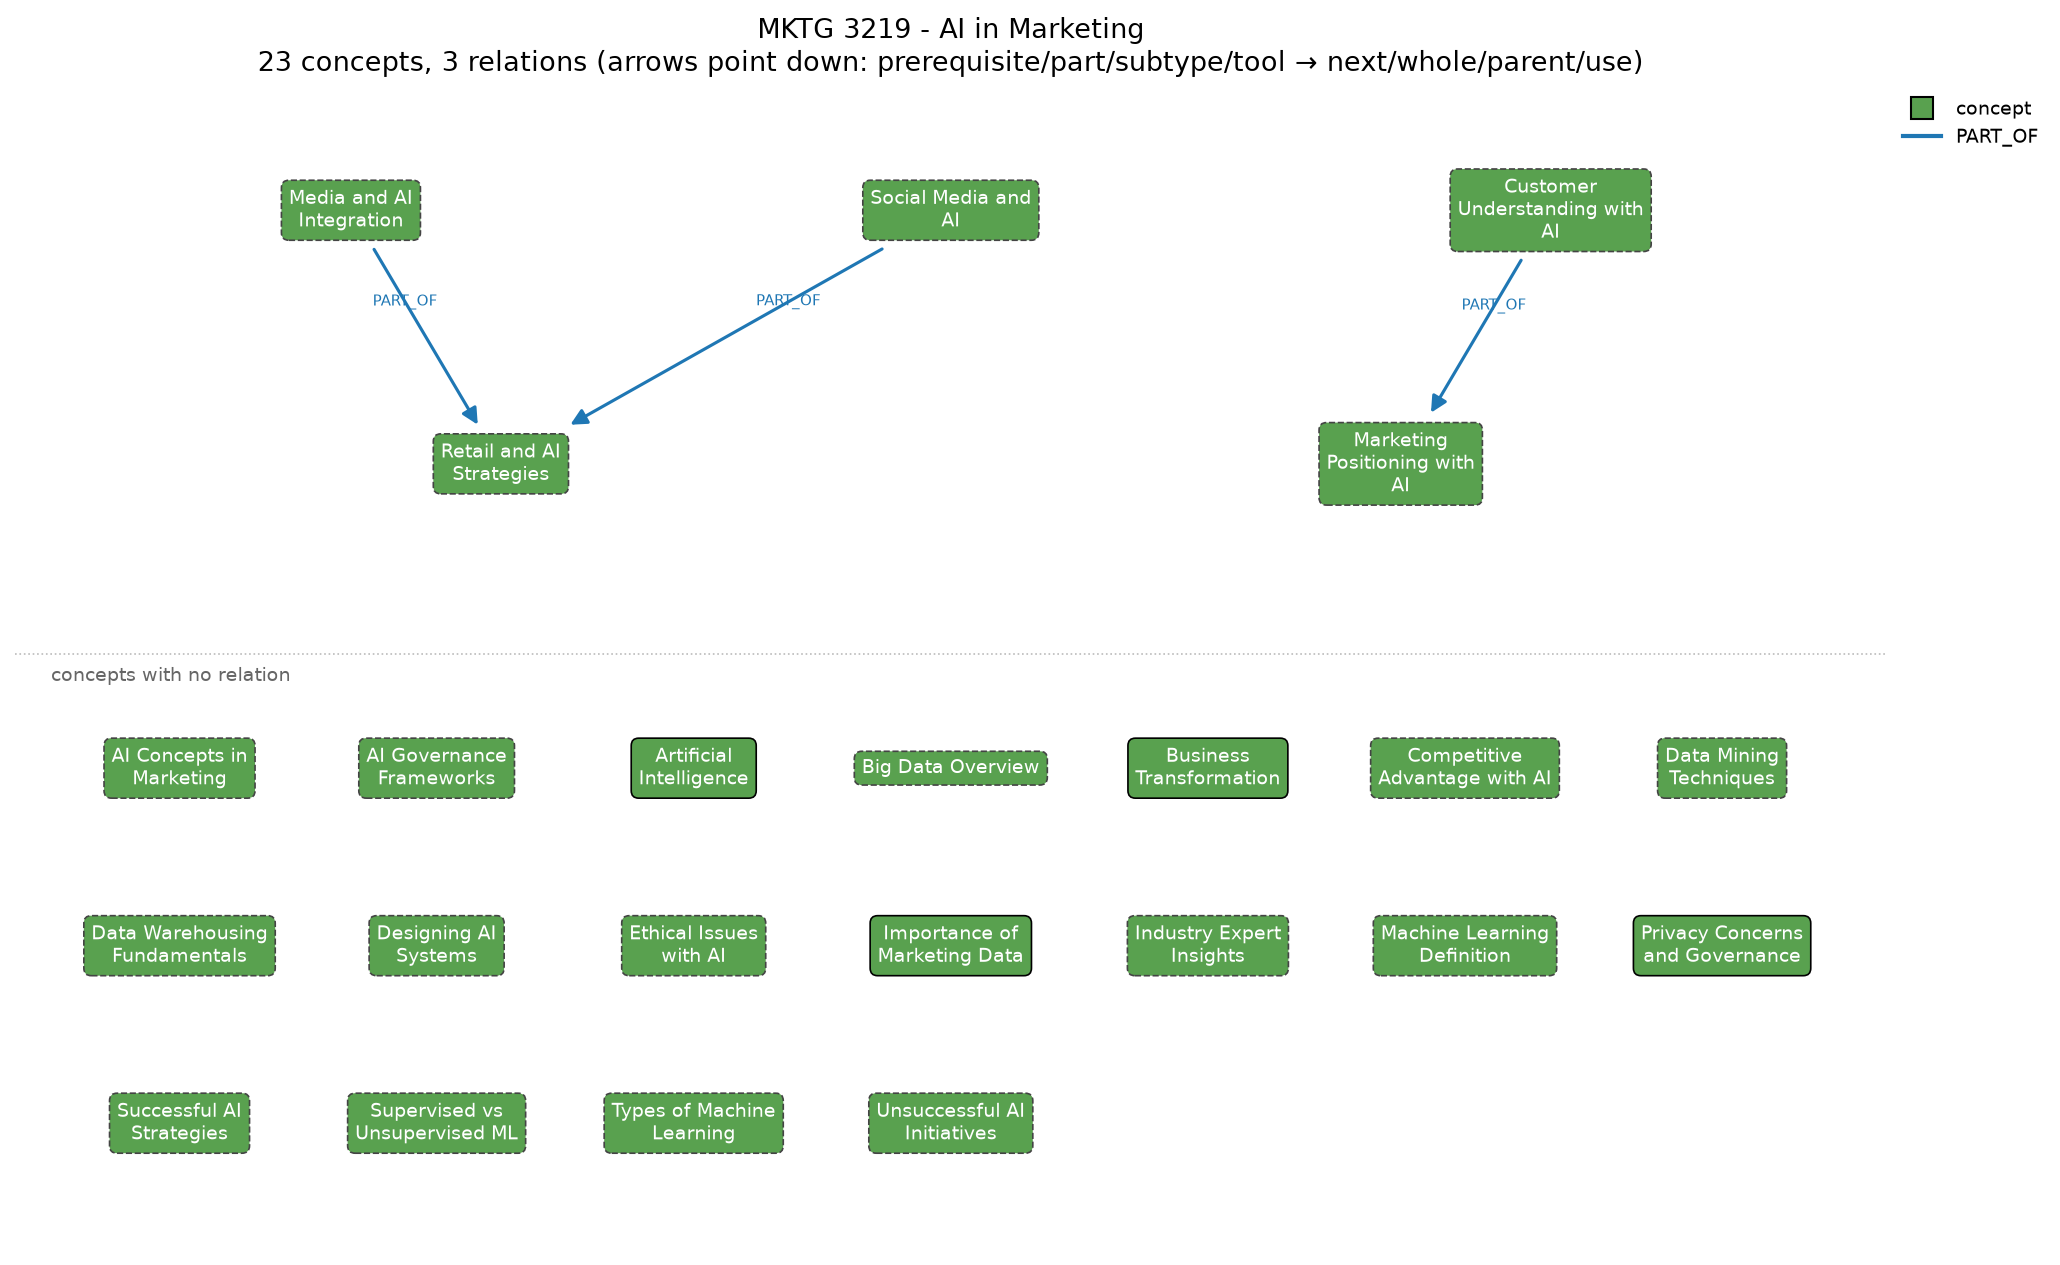 MKTG 3219 - AI in Marketing
23 concepts, 3 relations (arrows point down: prerequisite/part/subtype/tool → next/whole/parent/use)
concept
PART_OF
Media and AI
Integration
Social Media and
AI
Customer
Understanding with
AI
PART_OF
PART_OF
PART_OF
Retail and AI
Strategies
Marketing
Positioning with
AI
concepts with no relation
AI Concepts in
Marketing
AI Governance
Frameworks
Artificial
Intelligence
Big Data Overview
Business
Transformation
Competitive
Advantage with AI
Data Mining
Techniques
Data Warehousing
Fundamentals
Designing AI
Systems
Ethical Issues
with AI
Importance of
Marketing Data
Industry Expert
Insights
Machine Learning
Definition
Privacy Concerns
and Governance
Successful AI
Strategies
Supervised vs
Unsupervised ML
Types of Machine
Learning
Unsuccessful AI
Initiatives